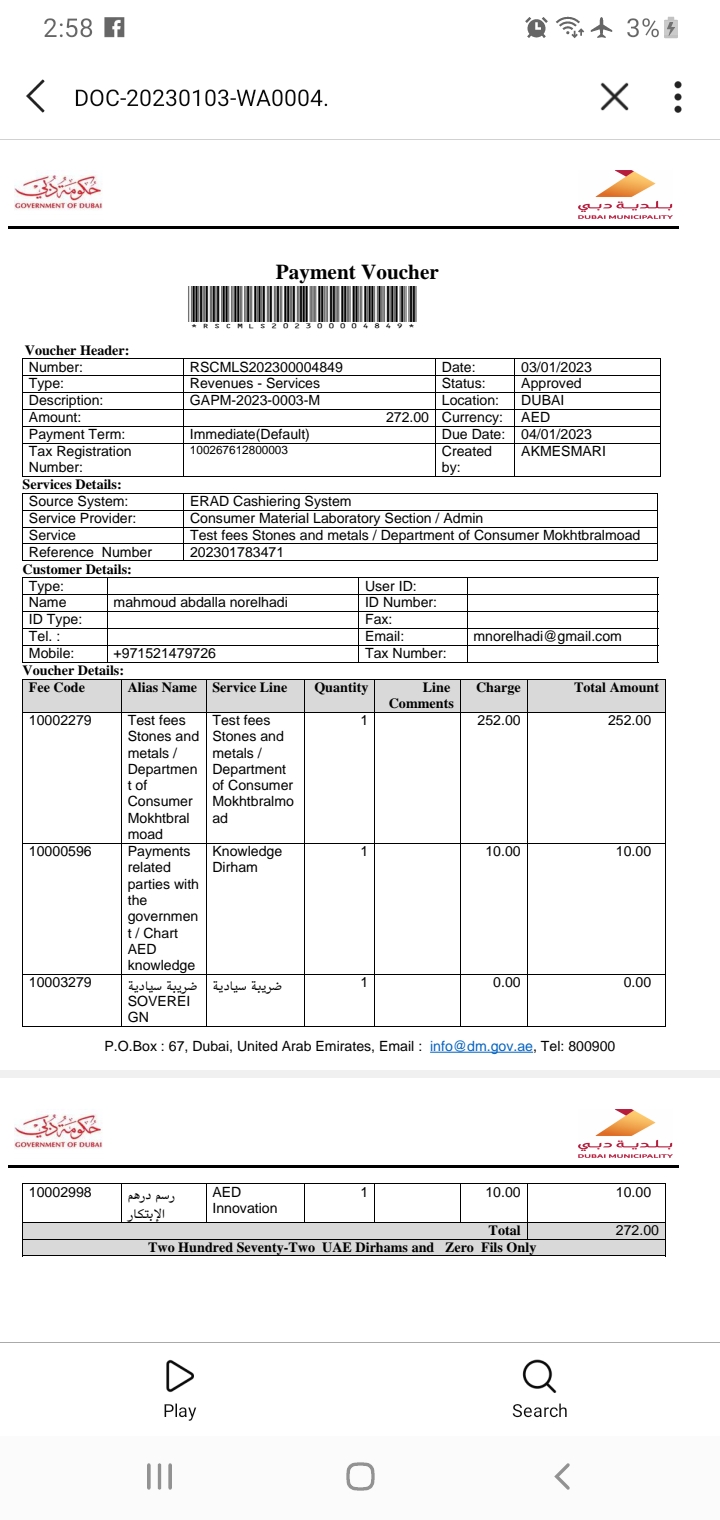 2:58
3%
DOC-20230103-WA0004.
حكومة دبي
GOVERNMENT OF DUBAI
بلدية دبي
DUBAI MUNICIPALITY
Payment Voucher
*RSCMLS202300004849*
Voucher Header:
Number: RSCMLS202300004849 Date: 03/01/2023
Type: Revenues - Services Status: Approved
Description: GAPM-2023-0003-M Location: DUBAI
Amount: 272.00 Currency: AED
Payment Term: Immediate(Default) Due Date: 04/01/2023
Tax Registration 100267612800003 Created AKMESMARI
Number: by:
Services Details:
Source System: ERAD Cashiering System
Service Provider: Consumer Material Laboratory Section / Admin
Service Test fees Stones and metals / Department of Consumer Mokhtbralmoad
Reference Number 202301783471
Customer Details:
Type: User ID:
Name mahmoud abdalla norelhadi ID Number:
ID Type: Fax:
Tel. : Email: mnorelhadi@gmail.com
Mobile: +971521479726 Tax Number:
Voucher Details:
Fee Code Alias Name Service Line Quantity Line Charge Total Amount
Comments
10002279 Test fees Test fees 1 252.00 252.00
Stones and Stones and
metals / metals /
Departmen Department
t of of Consumer
Consumer Mokhtbralmo
Mokhtbral ad
moad
10000596 Payments Knowledge 1 10.00 10.00
related Dirham
parties with
the
governmen
t / Chart
AED
knowledge
10003279 ضريبة سيادية ضريبة سيادية 1 0.00 0.00
SOVEREI
GN
P.O.Box : 67, Dubai, United Arab Emirates, Email : info@dm.gov.ae, Tel: 800900
حكومة دبي
GOVERNMENT OF DUBAI
بلدية دبي
DUBAI MUNICIPALITY
10002998 رسم درهم AED 1 10.00 10.00
الإبتكار Innovation
Total 272.00
Two Hundred Seventy-Two UAE Dirhams and Zero Fils Only
Play Search